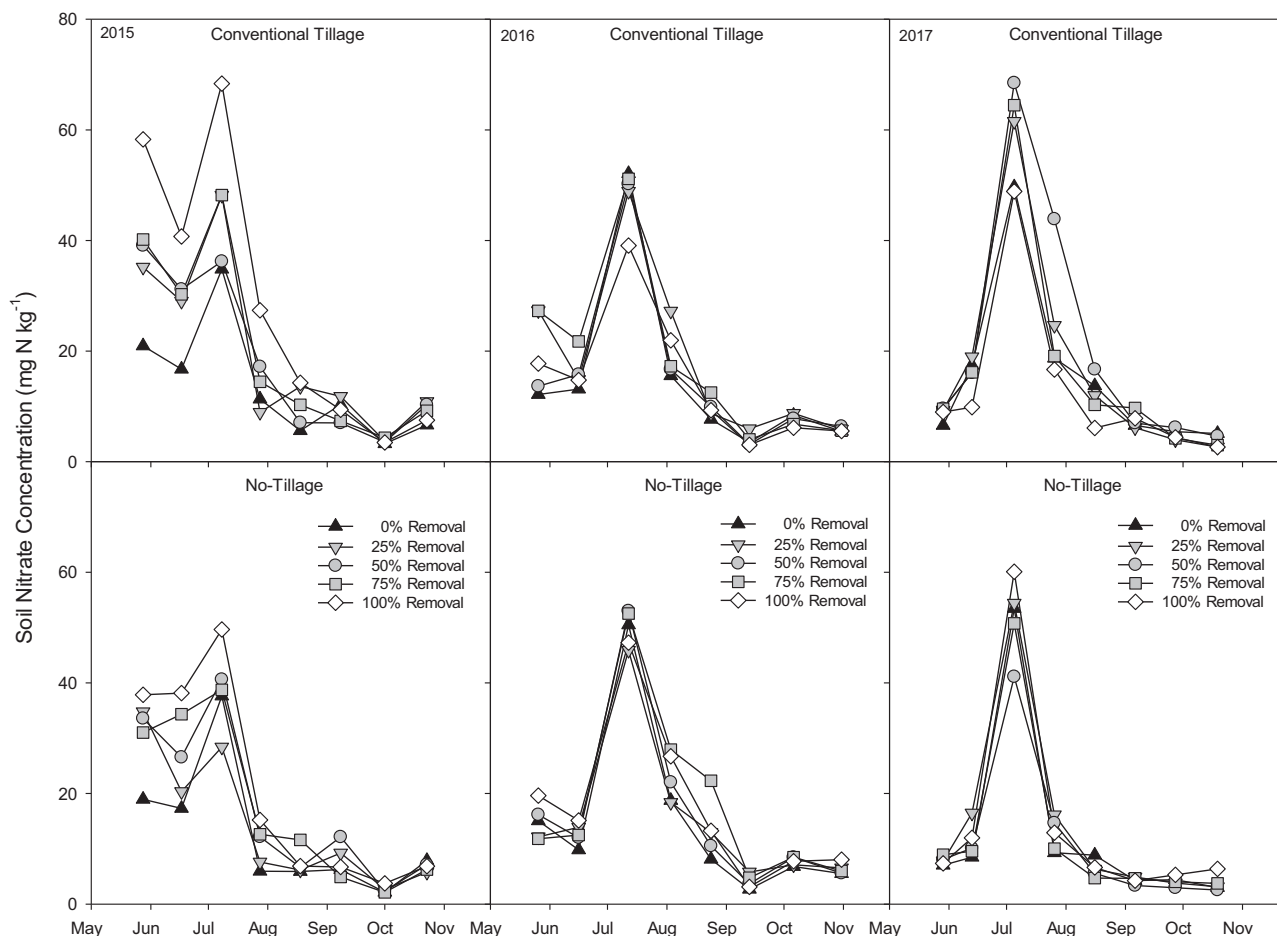 80
2015
Conventional Tillage
2016
Conventional Tillage
2017
Conventional Tillage
60
40
20
0
Soil Nitrate Concentration (mg N kg⁻¹)
No-Tillage
0% Removal
25% Removal
50% Removal
75% Removal
100% Removal
No-Tillage
0% Removal
25% Removal
50% Removal
75% Removal
100% Removal
No-Tillage
0% Removal
25% Removal
50% Removal
75% Removal
100% Removal
60
40
20
0
May Jun Jul Aug Sep Oct May Jun Jul Aug Sep Oct Nov May Jun Jul Aug Sep Oct Nov